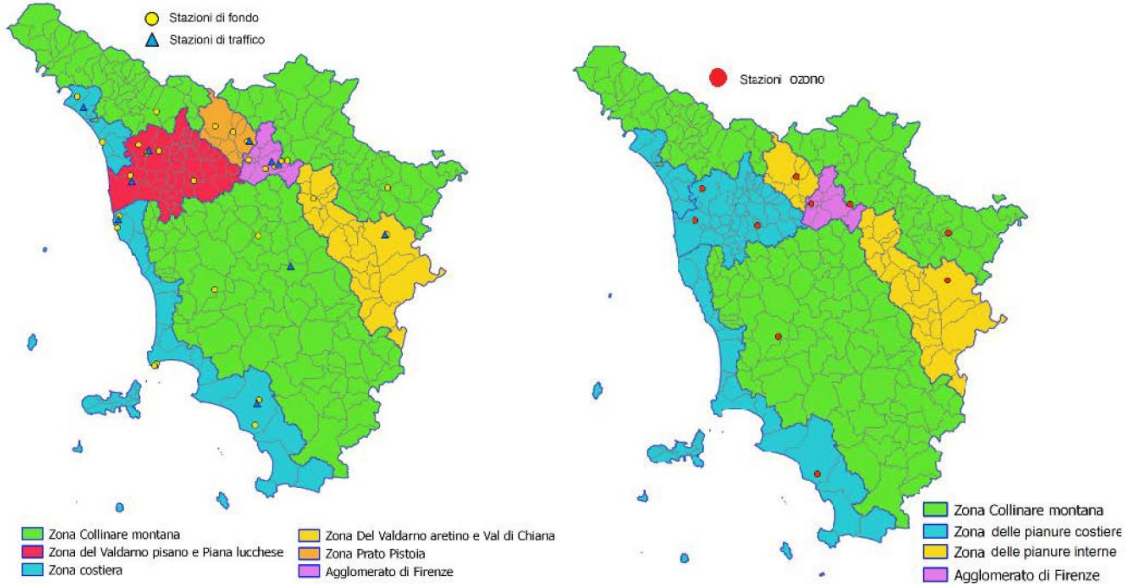 Stazioni di fondo
Stazioni di traffico
Stazioni ozono
Zona Collinare montana
Zona del Valdarno pisano e Piana lucchese
Zona costiera
Zona Del Valdarno aretino e Val di Chiana
Zona Prato Pistoia
Agglomerato di Firenze
Zona Collinare montana
Zona delle pianure costiere
Zona delle pianure interne
Agglomerato di Firenze